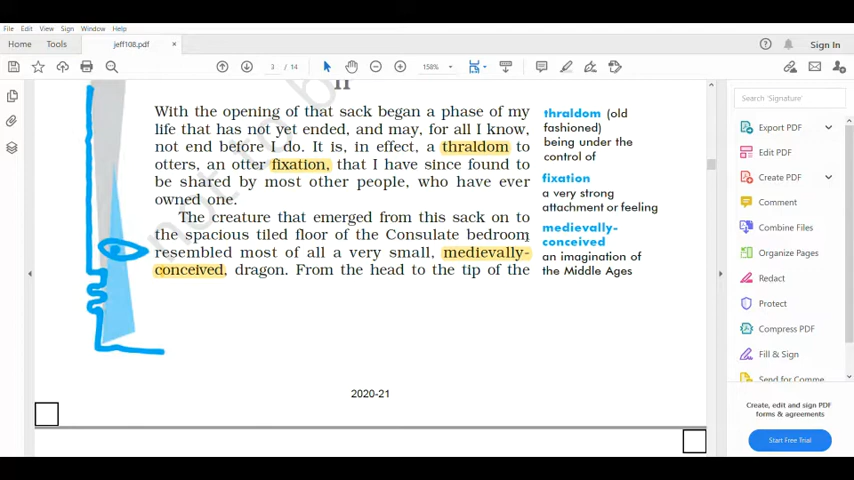 File Edit View Sign Window Help
Home Tools jeff108.pdf × Sign In
3 / 14 158%
II
With the opening of that sack began a phase of my
life that has not yet ended, and may, for all I know,
not end before I do. It is, in effect, a thraldom to
otters, an otter fixation, that I have since found to
be shared by most other people, who have ever
owned one.
The creature that emerged from this sack on to
the spacious tiled floor of the Consulate bedroom
resembled most of all a very small, medievally-
conceived, dragon. From the head to the tip of the
thraldom (old
fashioned)
being under the
control of
fixation
a very strong
attachment or feeling
medievally-
conceived
an imagination of
the Middle Ages
not to b
2020-21
Search 'Signature'
Export PDF
Edit PDF
Create PDF
Comment
Combine Files
Organize Pages
Redact
Protect
Compress PDF
Fill & Sign
Send for Comme
Create, edit and sign PDF
forms & agreements
Start Free Trial